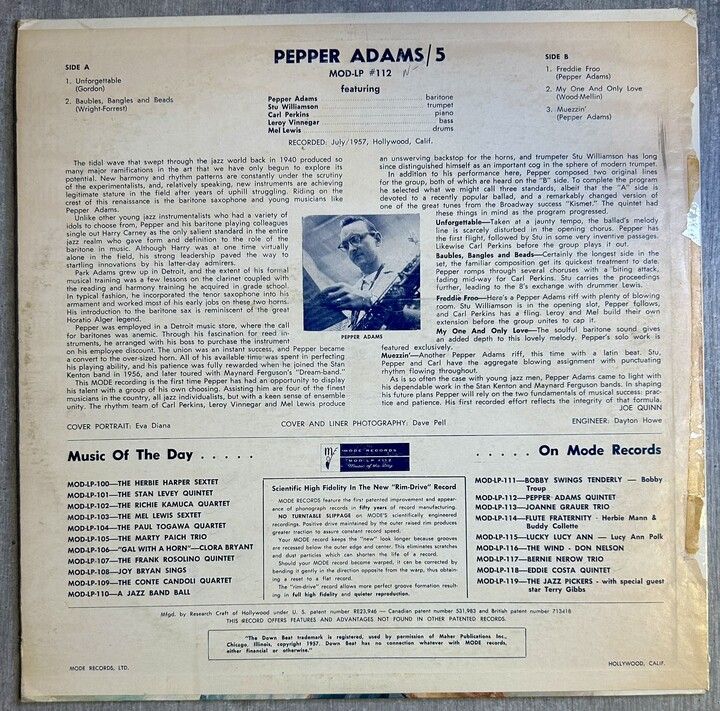 PEPPER ADAMS/5
MOD-LP #112
SIDE A
1. Unforgettable
(Gordon)
2. Baubles, Bangles and Beads
(Wright-Forrest)
featuring
Pepper Adams ........ baritone
Stu Williamson ........ trumpet
Carl Perkins ........ piano
Leroy Vinnegar ........ bass
Mel Lewis ........ drums
RECORDED: July/1957, Hollywood, Calif.
SIDE B
1. Freddie Froo
(Pepper Adams)
2. My One And Only Love
(Wood-Mellin)
3. Muezzin'
(Pepper Adams)
The tidal wave that swept through the jazz world back in 1940 produced so
many major ramifications in the art that we have only begun to explore its
potential. New harmony and rhythm patterns are constantly under the scrutiny
of the experimentalists, and, relatively speaking, new instruments are achieving
legitimate stature in the field after years of uphill struggling. Riding on the
crest of this renaissance is the baritone saxophone and young musicians like
Pepper Adams.
Unlike other young jazz instrumentalists who had a variety of
idols to choose from, Pepper and his baritone playing colleagues
single out Harry Carney as the only salient standard in the entire
jazz realm who gave form and definition to the role of the
baritone in music. Although Harry was at one time virtually
alone in the field, his strong leadership paved the way to
startling innovations by his latter-day admirers.
Park Adams grew up in Detroit, and the extent of his formal
musical training was a few lessons on the clarinet coupled with
the reading and harmony training he acquired in grade school.
In typical fashion, he incorporated the tenor saxophone into his
armament and worked most of his early jobs on these two horns.
His introduction to the baritone sax is reminiscent of the great
Horatio Alger legend.
Pepper was employed in a Detroit music store, where the call
for baritones was anemic. Through his fascination for reed in-
struments, he arranged with his boss to purchase the instrument
on his employee discount. The union was an instant success, and Pepper became
a convert to the over-sized horn. All of his available time was spent in perfecting
his playing ability, and his patience was fully rewarded when he joined the Stan
Kenton band in 1956, and later toured with Maynard Ferguson's "Dream-band."
This MODE recording is the first time Pepper has had an opportunity to display
his talent with a group of his own choosing. Assisting him are four of the finest
musicians in the country, all jazz individualists, but with a keen sense of ensemble
unity. The rhythm team of Carl Perkins, Leroy Vinnegar and Mel Lewis produce
PEPPER ADAMS
an unswerving backstop for the horns, and trumpeter Stu Williamson has long
since distinguished himself as an important cog in the sphere of modern trumpet.
In addition to his performance here, Pepper composed two original lines
for the group, both of which are heard on the "B" side. To complete the program
he selected what we might call three standards, albeit that the "A" side is
devoted to a recently popular ballad, and a remarkably changed version of
one of the great tunes from the Broadway success "Kismet." The quintet had
these things in mind as the program progressed.
Unforgettable—Taken at a jaunty tempo, the ballad's melody
line is scarcely disturbed in the opening chorus. Pepper has
the first flight, followed by Stu in some very inventive passages.
Likewise Carl Perkins before the group plays it out.
Baubles, Bangles and Beads—Certainly the longest side in the
set, the familiar composition get its quickest treatment to date.
Pepper romps through several choruses with a biting attack,
fading mid-way for Carl Perkins. Stu carries the proceedings
further, leading to the 8's exchange with drummer Lewis.
Freddie Froo—Here's a Pepper Adams riff with plenty of blowing
room. Stu Williamson is in the opening slot, Pepper follows,
and Carl Perkins has a fling. Leroy and Mel build their own
extension before the group unites to cap it.
My One And Only Love—The soulful baritone sound gives
an added depth to this lovely melody. Pepper's solo work is
featured exclusively.
Muezzin'—Another Pepper Adams riff, this time with a latin beat. Stu,
Pepper and Carl have the aggregate blowing assignment with punctuating
rhythm flowing throughout.
As is so often the case with young jazz men, Pepper Adams came to light with
his dependable work in the Stan Kenton and Maynard Ferguson bands. In shaping
his future plans Pepper will rely on the two fundamentals of musical success: prac-
tice and patience. His first recorded effort reflects the integrity of that formula.
JOE QUINN
COVER PORTRAIT: Eva Diana
COVER AND LINER PHOTOGRAPHY: Dave Pell
ENGINEER: Dayton Howe
Music Of The Day . . . . .
MODE RECORDS
MOD LP #112
Music of the Day
. . . . . On Mode Records
MOD-LP-100—THE HERBIE HARPER SEXTET
MOD-LP-101—THE STAN LEVEY QUINTET
MOD-LP-102—THE RICHIE KAMUCA QUARTET
MOD-LP-103—THE MEL LEWIS SEXTET
MOD-LP-104—THE PAUL TOGAWA QUARTET
MOD-LP-105—THE MARTY PAICH TRIO
MOD-LP-106—"GAL WITH A HORN"—CLORA BRYANT
MOD-LP-107—THE FRANK ROSOLINO QUINTET
MOD-LP-108—JOY BRYAN SINGS
MOD-LP-109—THE CONTE CANDOLI QUARTET
MOD-LP-110—A JAZZ BAND BALL
Scientific High Fidelity In The New "Rim-Drive" Record
MODE RECORDS feature the first patented improvement and appear-
ance of phonograph records in fifty years of record manufacturing.
NO TURNTABLE SLIPPAGE on MODE'S scientifically engineered
recordings. Positive drive maintained by the outer raised rim produces
greater traction to assure constant record speed.
Your MODE record keeps the "new" look longer because grooves
are recessed below the outer edge and center. This eliminates scratches
and dust particles which can shorten the life of a record.
Should your MODE record become warped, it can be corrected by
bending it gently in the direction opposite from the warp, thus obtain-
ing a reset to a flat record.
The "rim-drive" record allows more perfect groove formation result-
ing in full high fidelity and quieter reproduction.
MOD-LP-111—BOBBY SWINGS TENDERLY — Bobby
Troup
MOD-LP-112—PEPPER ADAMS QUINTET
MOD-LP-113—JOANNE GRAUER TRIO
MOD-LP-114—FLUTE FRATERNITY - Herbie Mann &
Buddy Collette
MOD-LP-115—LUCKY LUCY ANN — Lucy Ann Polk
MOD-LP-116—THE WIND - DON NELSON
MOD-LP-117—BERNIE NEROW TRIO
MOD-LP-118—EDDIE COSTA QUINTET
MOD-LP-119—THE JAZZ PICKERS - with special guest
star Terry Gibbs
Mfgd. by Research Craft of Hollywood under U. S. patent number RE23,946 — Canadian patent number 531,983 and British patent number 713418
THIS RECORD OFFERS FEATURES AND ADVANTAGES NOT FOUND IN OTHER PATENTED RECORDS.
"The Down Beat trademark is registered, used by permission of Maher Publications Inc.,
Chicago, Illinois, copyright 1957. Down Beat has no connection whatever with MODE records,
either financial or otherwise."
MODE RECORDS, LTD.
HOLLYWOOD, CALIF.